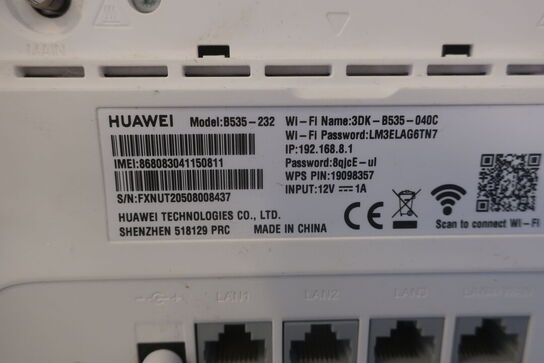 MAIN
HUAWEI Model:B535-232
IMEI:868083041150811
S/N:FXNUT20508008437
HUAWEI TECHNOLOGIES CO., LTD.
SHENZHEN 518129 PRC MADE IN CHINA
Wi-Fi Name:3DK-B535-040C
Wi-Fi Password:LM3ELAG6TN7
IP:192.168.8.1
Password:8qjcE-ul
WPS PIN:19098357
INPUT:12V⎓1A
CE
Scan to connect Wi-Fi
LAN1 LAN2 LAN3